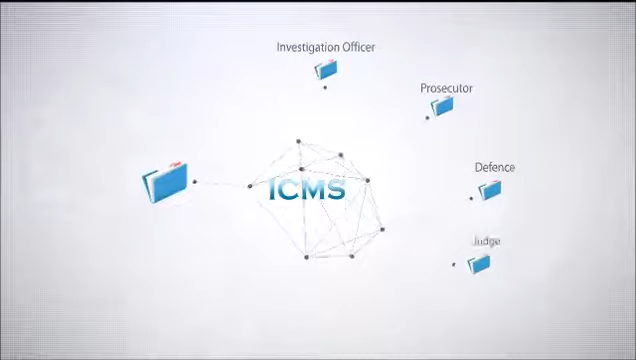 Investigation Officer
Prosecutor
Defence
ICMS
Judge